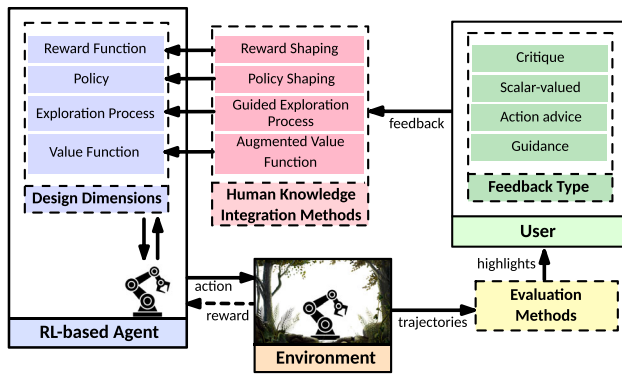 Reward Function
Policy
Exploration Process
Value Function
Design Dimensions
RL-based Agent
Reward Shaping
Policy Shaping
Guided Exploration
Process
Augmented Value
Function
Human Knowledge
Integration Methods
feedback
Critique
Scalar-valued
Action advice
Guidance
Feedback Type
User
highlights
Evaluation
Methods
action
reward
trajectories
Environment